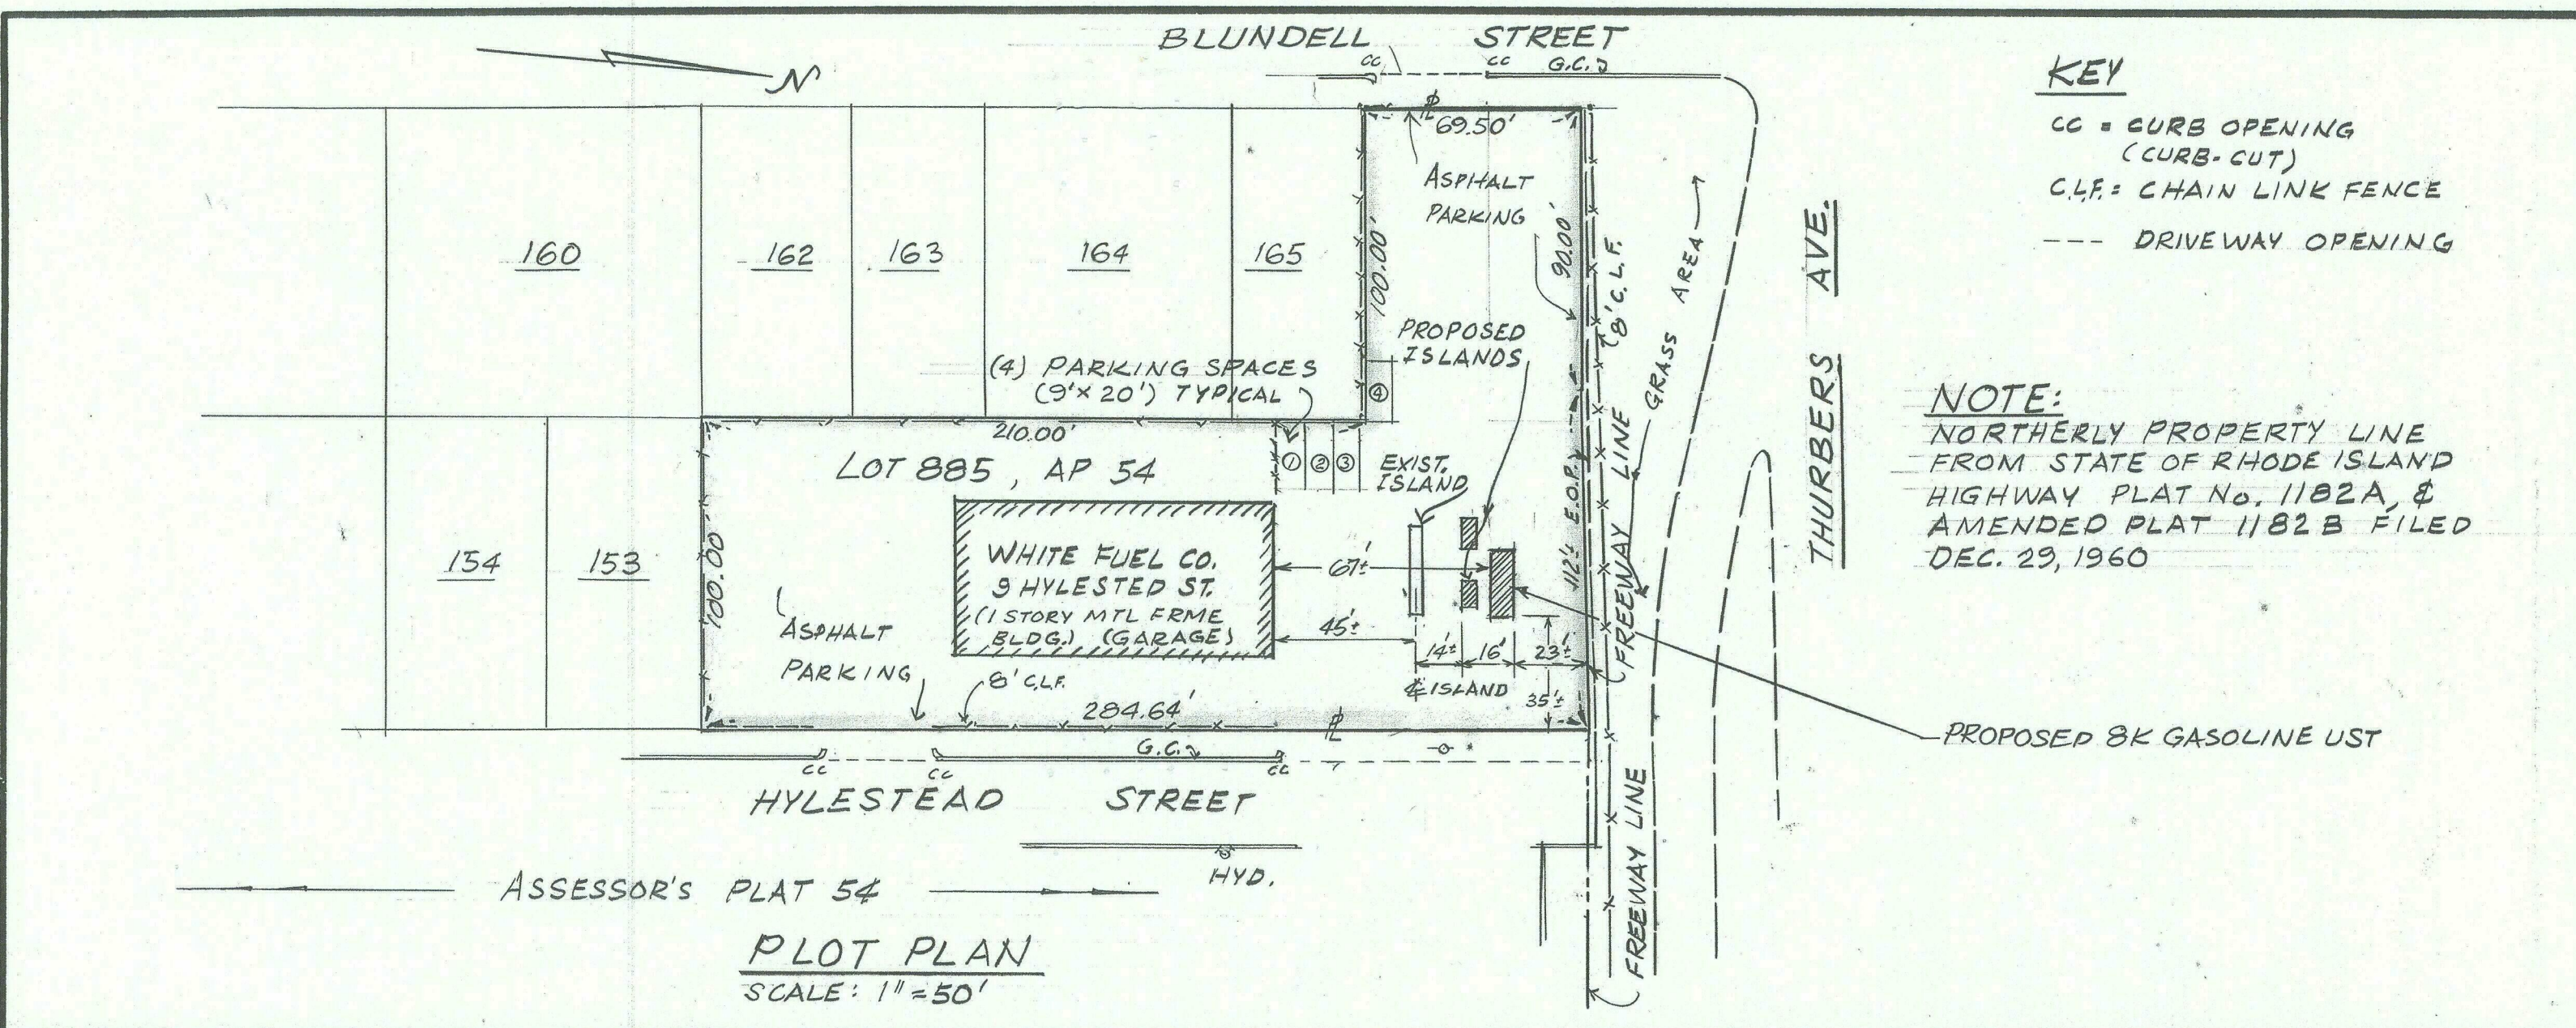 BLUNDELL STREET
N
CC
CC G.C.
℄
69.50'
ASPHALT
PARKING
160
162
163
164
165
100.00'
90.00'
8' C.L.F.
GRASS AREA
THURBERS AVE.
KEY
CC = CURB OPENING
(CURB-CUT)
C.L.F. = CHAIN LINK FENCE
--- DRIVEWAY OPENING
PROPOSED
ISLANDS
(4) PARKING SPACES
(9' x 20') TYPICAL
④
210.00'
① ② ③
EXIST.
ISLAND
LOT 885, AP 54
WHITE FUEL CO.
9 HYLESTED ST.
(1 STORY MTL FRME
BLDG.) (GARAGE)
154
153
100.00'
67'±
45'±
14'± 16' 23'±
℄ ISLAND
35'±
112'± E.O.P.
FREEWAY LINE
ASPHALT
PARKING
8' C.L.F.
284.64'
G.C.
CC
CC
CC
HYLESTEAD STREET
HYD.
FREEWAY LINE
NOTE:
NORTHERLY PROPERTY LINE
FROM STATE OF RHODE ISLAND
HIGHWAY PLAT No. 1182A, &
AMENDED PLAT 1182B FILED
DEC. 29, 1960
PROPOSED 8K GASOLINE UST
ASSESSOR'S PLAT 54
PLOT PLAN
SCALE: 1" = 50'